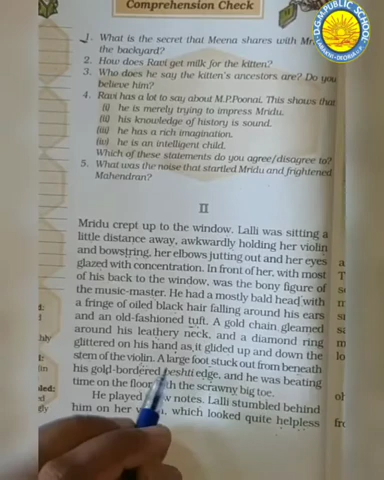 Comprehension Check
D.G.M.PUBLIC SCHOOL
1. What is the secret that Meena shares with
the backyard?
2. How does Ravi get milk for the kitten?
3. Who does he say the kitten's ancestors are? Do you
believe him?
4. Ravi has a lot to say about M.P.Poonai. This shows that
(i) he is merely trying to impress Mridu.
(ii) his knowledge of history is sound.
(iii) he has a rich imagination.
(iv) he is an intelligent child.
Which of these statements do you agree/disagree to?
5. What was the noise that startled Mridu and frightened
Mahendran?
II
Mridu crept up to the window. Lalli was sitting a
little distance away, awkwardly holding her violin
and bowstring, her elbows jutting out and her eyes
glazed with concentration. In front of her, with most
of his back to the window, was the bony figure of
the music-master. He had a mostly bald head with
a fringe of oiled black hair falling around his ears
and an old-fashioned tuft. A gold chain gleamed
around his leathery neck, and a diamond ring
glittered on his hand as it glided up and down the
stem of the violin. A large foot stuck out from beneath
his gold-bordered beshti edge, and he was beating
time on the floor the scrawny big toe.
He played notes. Lalli stumbled behind
him on her which looked quite helpless